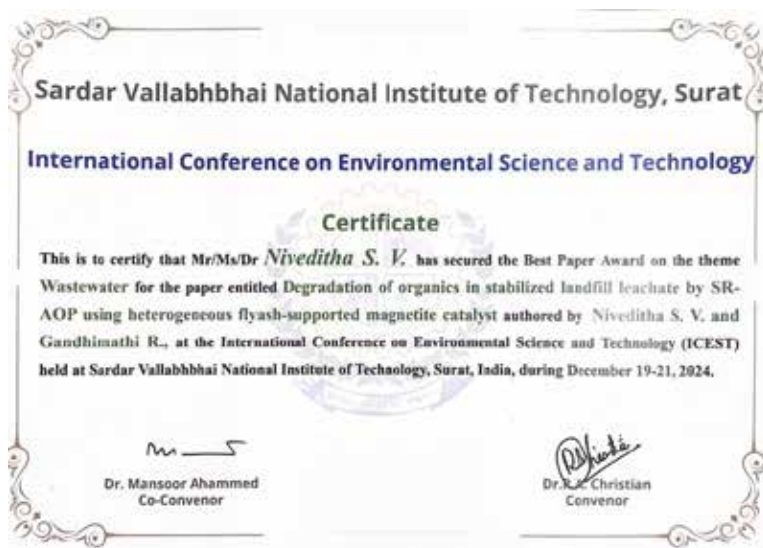 Sardar Vallabhbhai National Institute of Technology, Surat
International Conference on Environmental Science and Technology
Certificate
This is to certify that Mr/Ms/Dr Niveditha S. V. has secured the Best Paper Award on the theme
Wastewater for the paper entitled Degradation of organics in stabilized landfill leachate by SR-
AOP using heterogeneous flyash-supported magnetite catalyst authored by Niveditha S. V. and
Gandhimathi R., at the International Conference on Environmental Science and Technology (ICEST)
held at Sardar Vallabhbhai National Institute of Technology, Surat, India, during December 19-21, 2024.
Dr. Mansoor Ahammed
Co-Convenor
Dr. R.A. Christian
Convenor